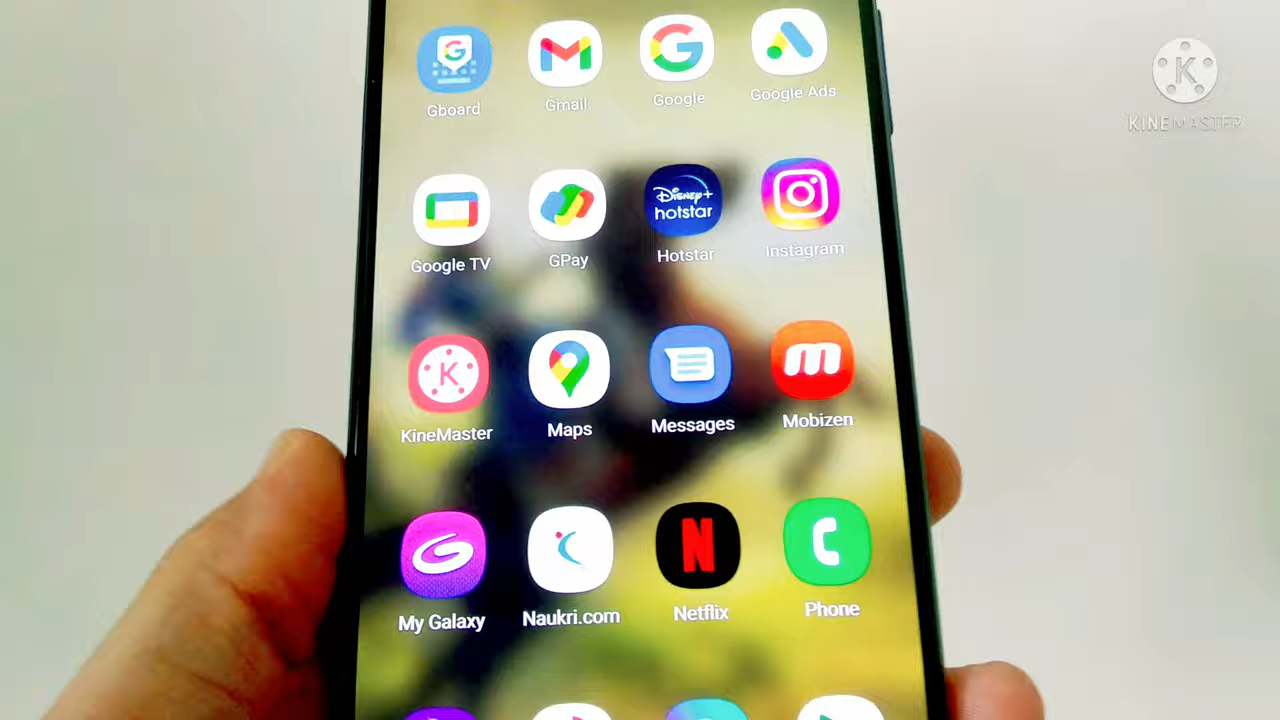 Gboard
Gmail
Google
Google Ads
K
KINEMASTER
Disney+
hotstar
Google TV
GPay
Hotstar
Instagram
K
KineMaster
Maps
Messages
m
Mobizen
My Galaxy
Naukri.com
N
Netflix
Phone